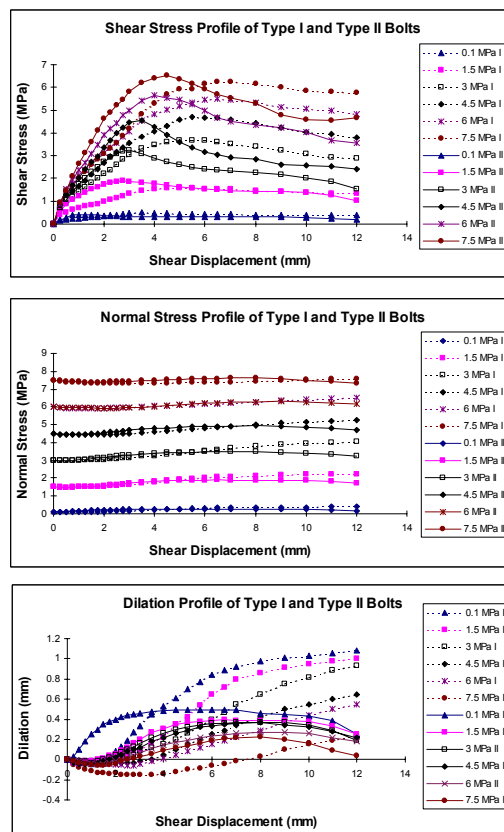 Shear Stress Profile of Type I and Type II Bolts
Shear Stress (MPa)
7
6
5
4
3
2
1
0
0 2 4 6 8 10 12 14
Shear Displacement (mm)
0.1 MPa I
1.5 MPa I
3 MPa I
4.5 MPa I
6 MPa I
7.5 MPa I
0.1 MPa II
1.5 MPa II
3 MPa II
4.5 MPa II
6 MPa II
7.5 MPa II
Normal Stress Profile of Type I and Type II Bolts
Normal Stress (MPa)
9
8
7
6
5
4
3
2
1
0
0 2 4 6 8 10 12 14
Shear Displacement (mm)
0.1 MPa I
1.5 MPa I
3 MPa I
4.5 MPa I
6 MPa I
7.5 MPa I
0.1 MPa II
1.5 MPa II
3 MPa II
4.5 MPa II
6 MPa II
7.5 MPa II
Dilation Profile of Type I and Type II Bolts
Dilation (mm)
1.2
1
0.8
0.6
0.4
0.2
0
-0.2
-0.4
0 2 4 6 8 10 12 14
Shear Displacement (mm)
0.1 MPa I
1.5 MPa I
3 MPa I
4.5 MPa I
6 MPa I
7.5 MPa I
0.1 MPa I
1.5 MPa I
3 MPa II
4.5 MPa I
6 MPa II
7.5 MPa I